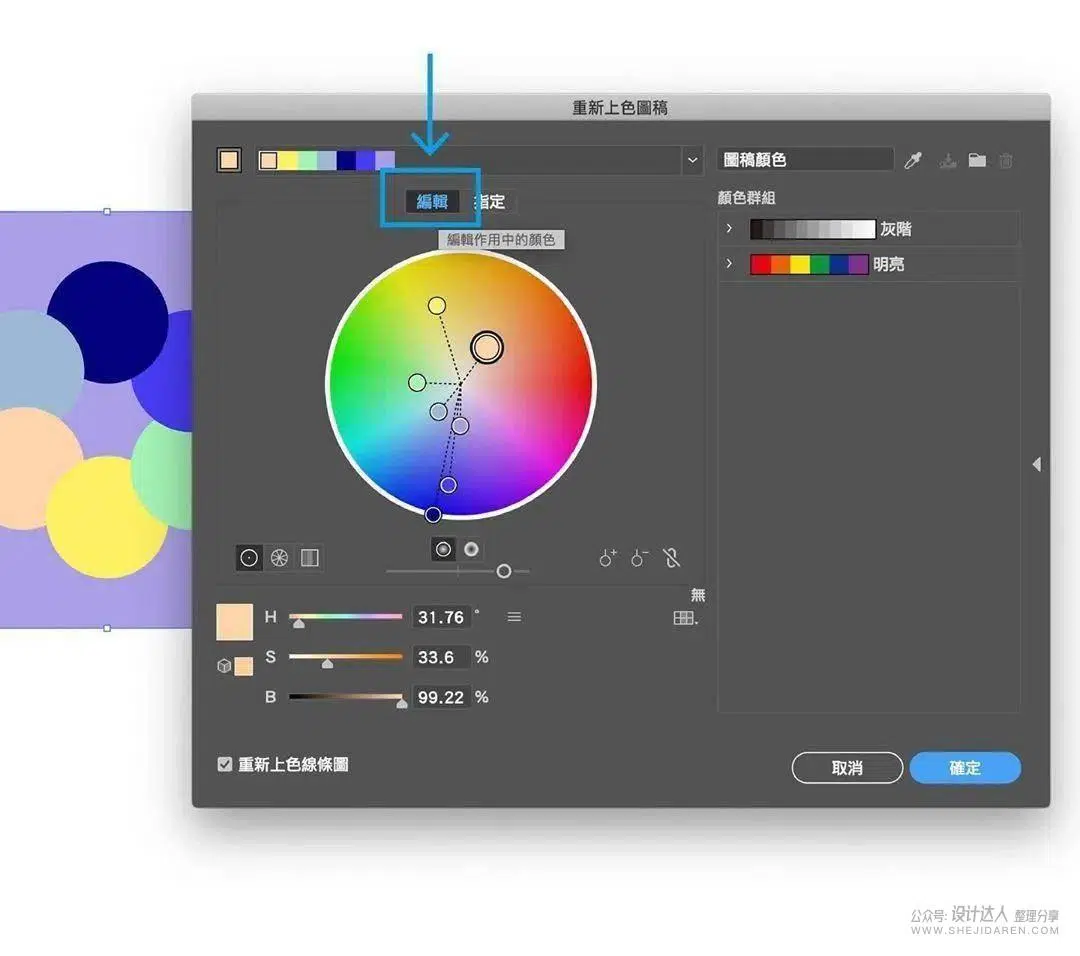 重新上色圖稿
圖稿顏色
編輯
指定
編輯作用中的顏色
顏色群組
灰階
明亮
無
H 31.76 °
S 33.6 %
B 99.22 %
重新上色線條圖
取消
確定
公众号: 设计达人 整理分享
WWW.SHEJIDAREN.COM